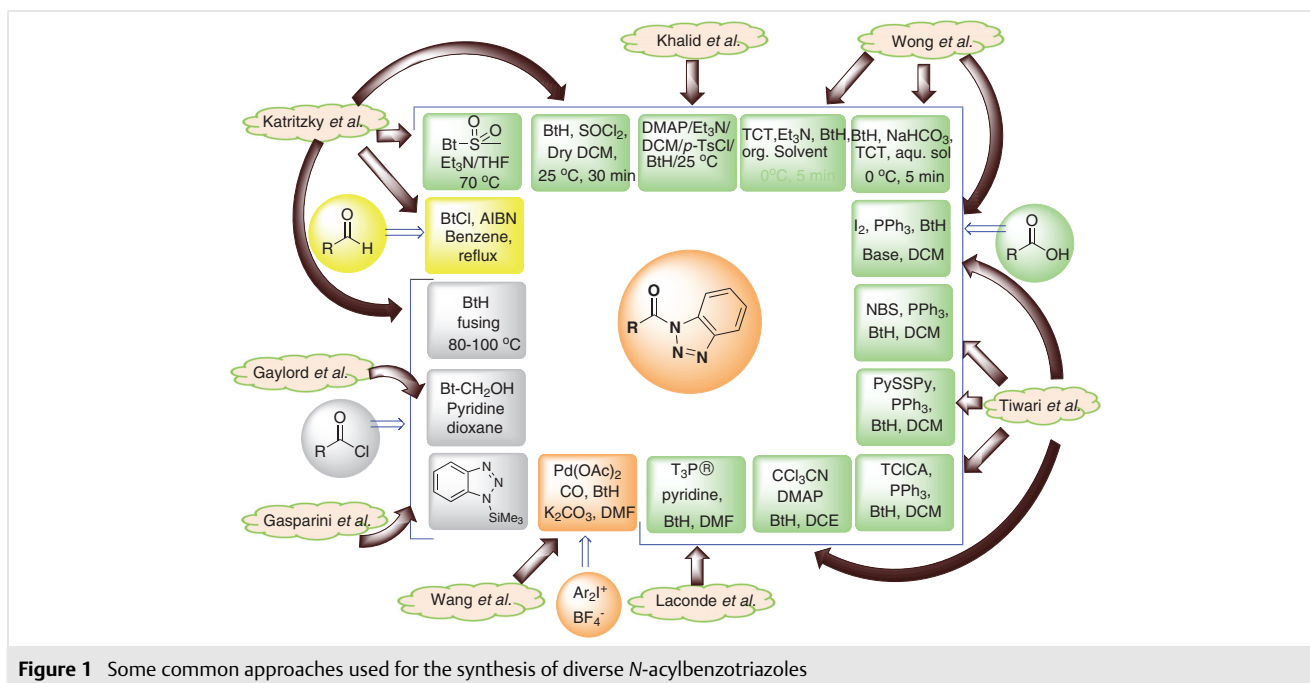 Khalid et al.
Wong et al.
Katritzky et al.
O
O
Bt-S
Et3N/THF
70 °C
BtH, SOCl2,
Dry DCM,
25 °C, 30 min
DMAP/Et3N/
DCM/p-TsCl/
BtH/25 °C
TCT,Et3N, BtH,
org. Solvent
0°C, 5 min
BtH, NaHCO3,
TCT, aqu. sol
0 °C, 5 min
O
R
H
BtCl, AIBN
Benzene,
reflux
I2, PPh3, BtH
Base, DCM
O
R
OH
BtH
fusing
80-100 °C
O
R
N
N
N
NBS, PPh3,
BtH, DCM
Gaylord et al.
Bt-CH2OH
Pyridine
dioxane
PySSPy,
PPh3,
BtH, DCM
Tiwari et al.
O
R
Cl
N
N
N
SiMe3
Pd(OAc)2
CO, BtH
K2CO3, DMF
T3P®
pyridine,
BtH, DMF
CCl3CN
DMAP
BtH, DCE
TCICA,
PPh3,
BtH, DCM
Gasparini et al.
Wang et al.
Ar2I+
BF4-
Laconde et al.
Figure 1 Some common approaches used for the synthesis of diverse N-acylbenzotriazoles